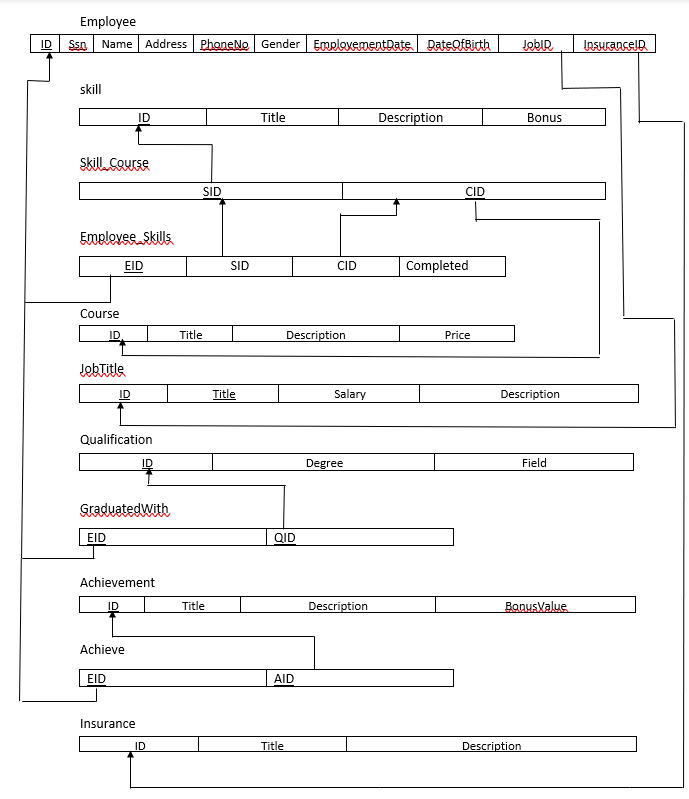 Employee
ID Ssn Name Address PhoneNo Gender EmplovementDate DateOfBirth JobID InsuranceID
skill
ID Title Description Bonus
Skill_Course
SID CID
Employee_Skills
EID SID CID Completed
Course
ID Title Description Price
JobTitle
ID Title Salary Description
Qualification
ID Degree Field
GraduatedWith
EID QID
Achievement
ID Title Description BonusValue
Achieve
EID AID
Insurance
ID Title Description